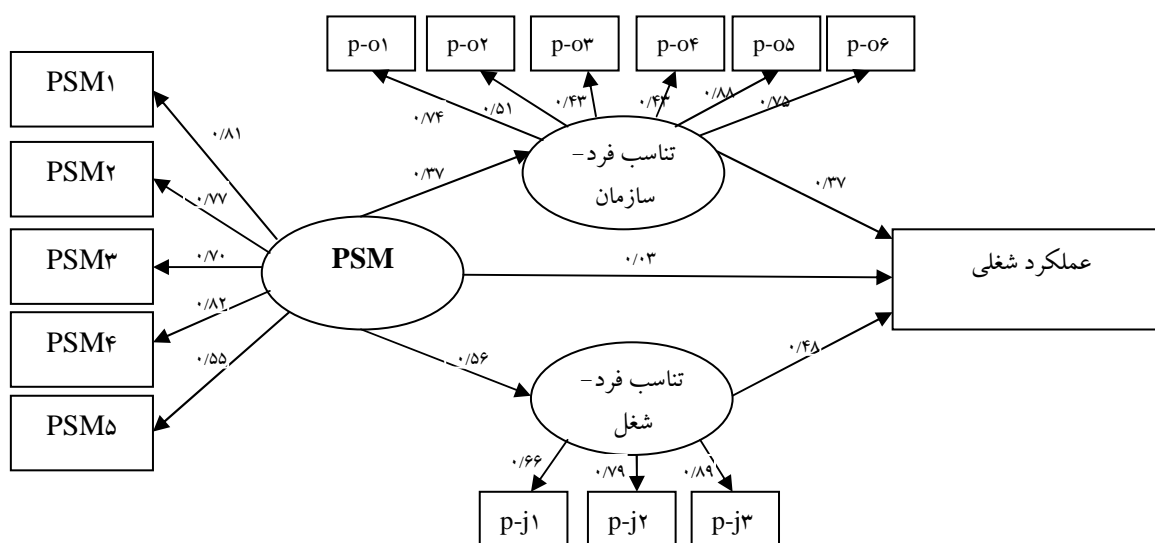 p-o۱ p-o۲ p-o۳ p-o۴ p-o۵ p-o۶
PSM۱
۰/۷۴ ۰/۵۱ ۰/۴۳ ۰/۴۳ ۰/۸۸ ۰/۷۵
۰/۸۱
تناسب فرد–
سازمان
PSM۲
۰/۷۷
۰/۳۷
۰/۳۷
PSM۳
۰/۷۰
PSM
۰/۰۳
عملکرد شغلی
PSM۴
۰/۸۲
۰/۵۶
۰/۴۸
۰/۵۵
تناسب فرد–
شغل
PSM۵
۰/۶۶ ۰/۷۹ ۰/۸۹
p-j۱ p-j۲ p-j۳